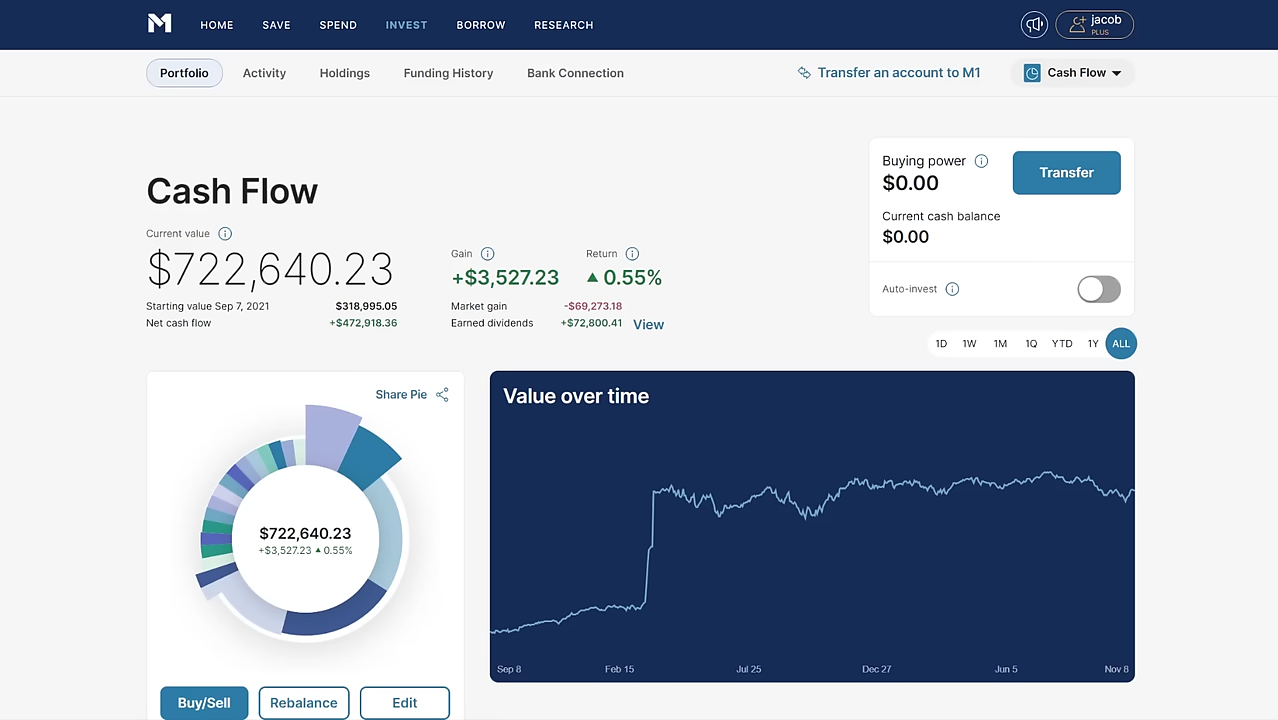 HOME SAVE SPEND INVEST BORROW RESEARCH
jacob
PLUS
Portfolio Activity Holdings Funding History Bank Connection
Transfer an account to M1
Cash Flow
Buying power
$0.00
Transfer
Current cash balance
$0.00
Auto-invest
Cash Flow
Current value
$722,640.23
Starting value Sep 7, 2021 $318,995.05
Net cash flow +$472,918.36
Gain
+$3,527.23
Return
▲ 0.55%
Market gain -$69,273.18
Earned dividends +$72,800.41 View
1D 1W 1M 1Q YTD 1Y ALL
Share Pie
$722,640.23
+$3,527.23 ▲ 0.55%
Buy/Sell Rebalance Edit
Value over time
Sep 8 Feb 15 Jul 25 Dec 27 Jun 5 Nov 8